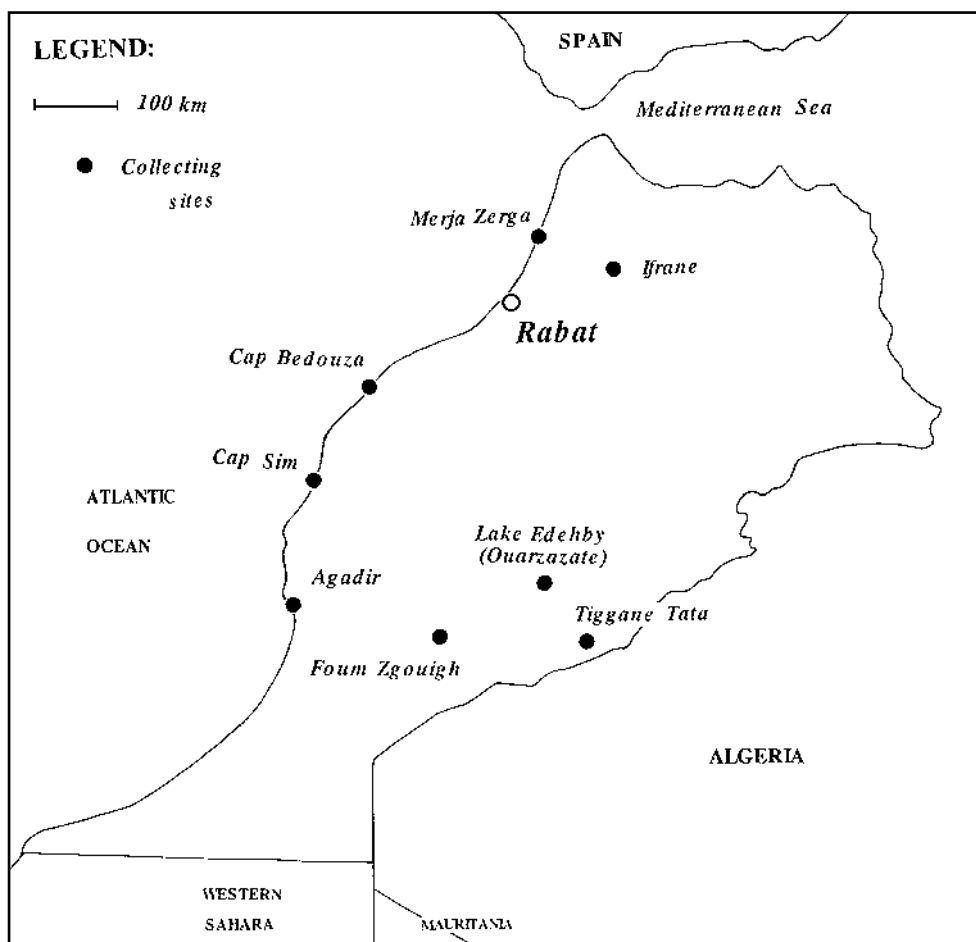 LEGEND:
100 km
Collecting
sites
SPAIN
Mediterranean Sea
Merja Zerga
Ifrane
Rabat
Cap Bedouza
Cap Sim
ATLANTIC
OCEAN
Lake Edehby
(Ouarzazate)
Agadir
Tiggane Tata
Foum Zgouigh
ALGERIA
WESTERN
SAHARA
MAURITANIA